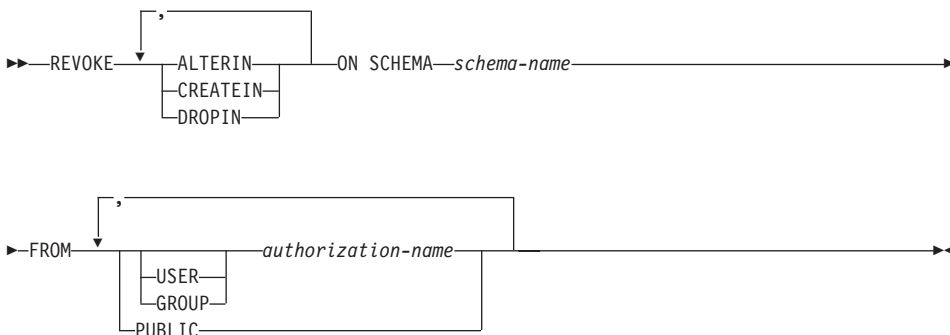 ,
REVOKE ALTERIN ON SCHEMA schema-name
CREATEIN
DROPIN
,
FROM authorization-name
USER
GROUP
PUBLIC